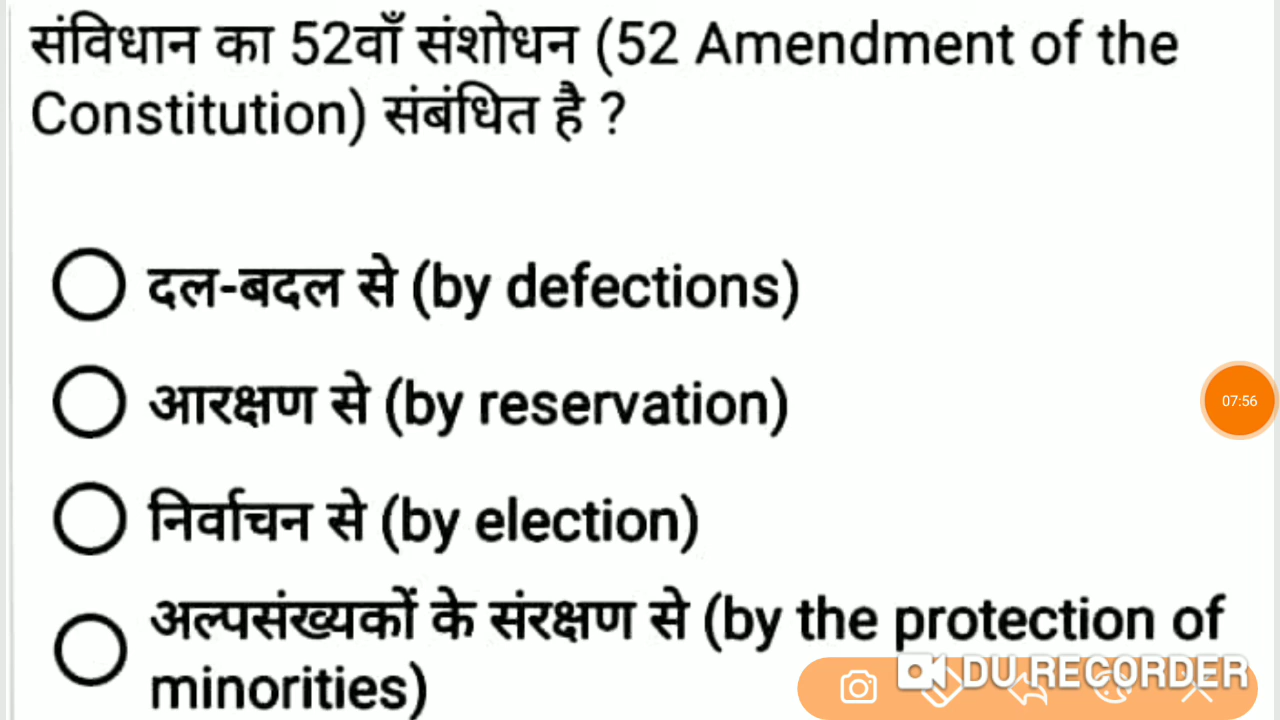 संविधान का 52वाँ संशोधन (52 Amendment of the
Constitution) संबंधित है ?
दल-बदल से (by defections)
आरक्षण से (by reservation)
07:56
निर्वाचन से (by election)
अल्पसंख्यकों के संरक्षण से (by the protection of
minorities)
DU RECORDER